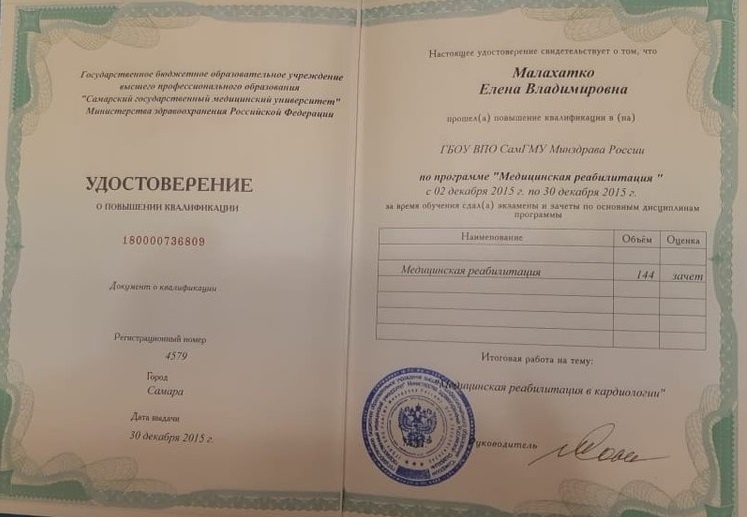 Государственное бюджетное образовательное учреждение
высшего профессионального образования
"Самарский государственный медицинский университет"
Министерства здравоохранения Российской Федерации
УДОСТОВЕРЕНИЕ
О ПОВЫШЕНИИ КВАЛИФИКАЦИИ
180000736809
Документ о квалификации
Регистрационный номер
4579
Город
Самара
Дата выдачи
30 декабря 2015 г.
Настоящее удостоверение свидетельствует о том, что
Малахатко
Елена Владимировна
прошел(а) повышение квалификации в (на)
ГБОУ ВПО СамГМУ Минздрава России
по программе "Медицинская реабилитация "
с 02 декабря 2015 г. по 30 декабря 2015 г.
за время обучения сдал(а) экзамены и зачеты по основным дисциплинам
программы
Наименование Объём Оценка
Медицинская реабилитация 144 зачет
Итоговая работа на тему:
"Медицинская реабилитация в кардиологии"
Руководитель